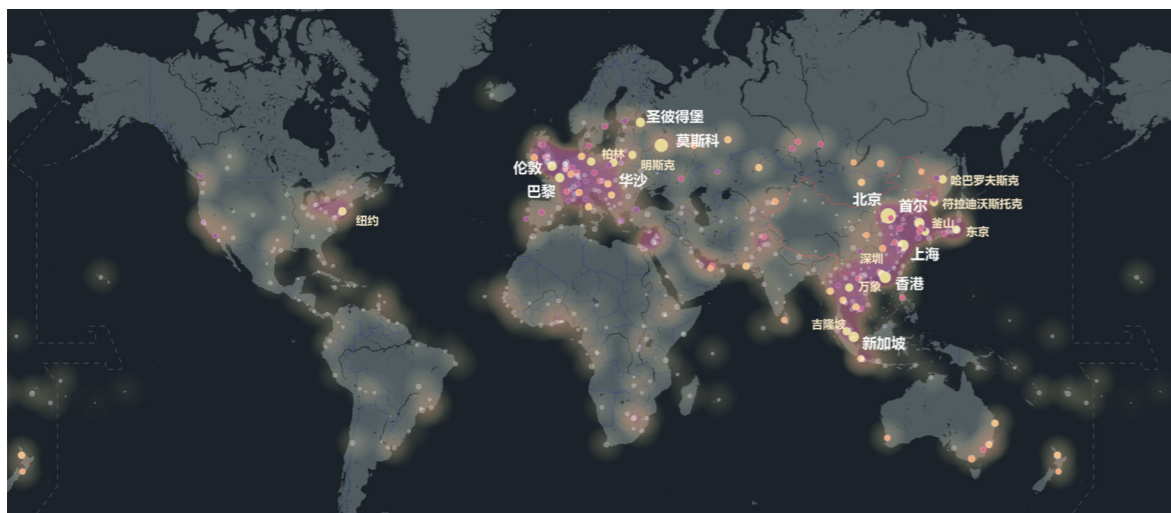 圣彼得堡
莫斯科
柏林
明斯克
伦敦
华沙
巴黎
哈巴罗夫斯克
北京
首尔
符拉迪沃斯托克
纽约
釜山
东京
上海
深圳
香港
万象
吉隆坡
新加坡